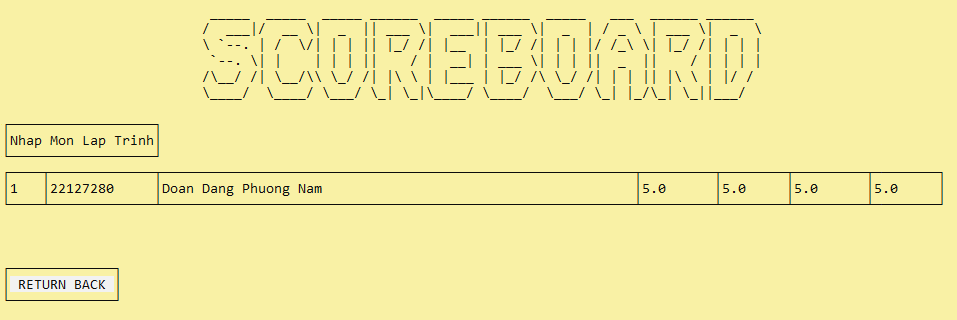 SCOREBOARD
Nhap Mon Lap Trinh
1 22127280 Doan Dang Phuong Nam 5.0 5.0 5.0 5.0
RETURN BACK